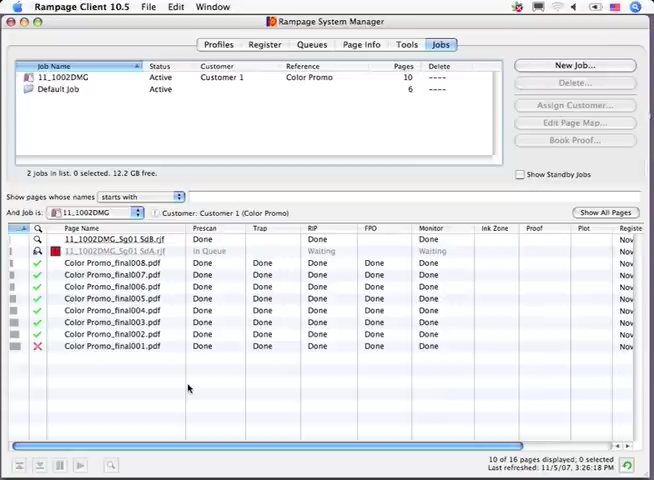 Rampage Client 10.5 File Edit Window
Rampage System Manager
Profiles Register Queues Page Info Tools Jobs
Job Name Status Customer Reference Pages Delete
11_1002DMG Active Customer 1 Color Promo 10 ----
Default Job Active 6 ----
New Job...
Delete...
Assign Customer...
Edit Page Map...
Book Proof...
2 jobs in list. 0 selected. 12.2 GB free.
Show Standby Jobs
Show pages whose names starts with
And Job is: 11_1002DMG Customer: Customer 1 (Color Promo) Show All Pages
Page Name Prescan Trap RIP FPO Monitor Ink Zone Proof Plot Registe
11_1002DMG_Sg01 SdB.rjf Done Done Done Nov
11_1002DMG_Sg01 SdA.rjf In Queue Waiting Waiting Nov
Color Promo_final008.pdf Done Done Done Done Done Nov
Color Promo_final007.pdf Done Done Done Done Done Nov
Color Promo_final006.pdf Done Done Done Done Done Nov
Color Promo_final005.pdf Done Done Done Done Done Nov
Color Promo_final004.pdf Done Done Done Done Done Nov
Color Promo_final003.pdf Done Done Done Done Done Nov
Color Promo_final002.pdf Done Done Done Done Done Nov
Color Promo_final001.pdf Done Done Done Done Done Nov
10 of 16 pages displayed; 0 selected
Last refreshed: 11/5/07, 3:26:18 PM